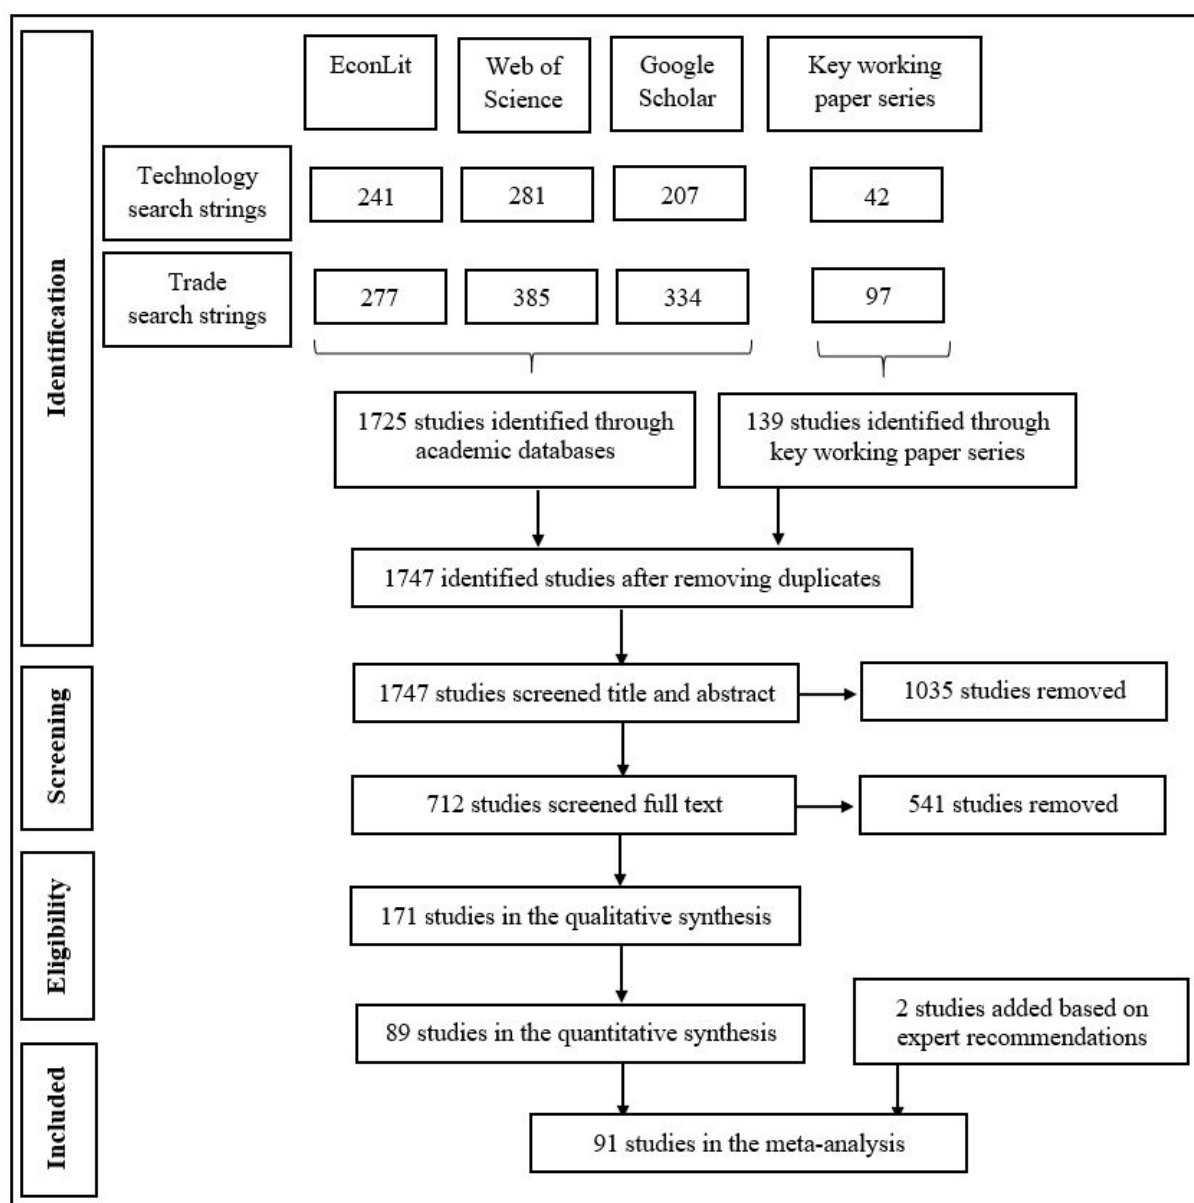 Identification
EconLit
Web of
Science
Google
Scholar
Key working
paper series
Technology
search strings
241
281
207
42
Trade
search strings
277
385
334
97
1725 studies identified through
academic databases
139 studies identified through
key working paper series
1747 identified studies after removing duplicates
Screening
1747 studies screened title and abstract
1035 studies removed
712 studies screened full text
541 studies removed
Eligibility
171 studies in the qualitative synthesis
89 studies in the quantitative synthesis
2 studies added based on
expert recommendations
Included
91 studies in the meta-analysis